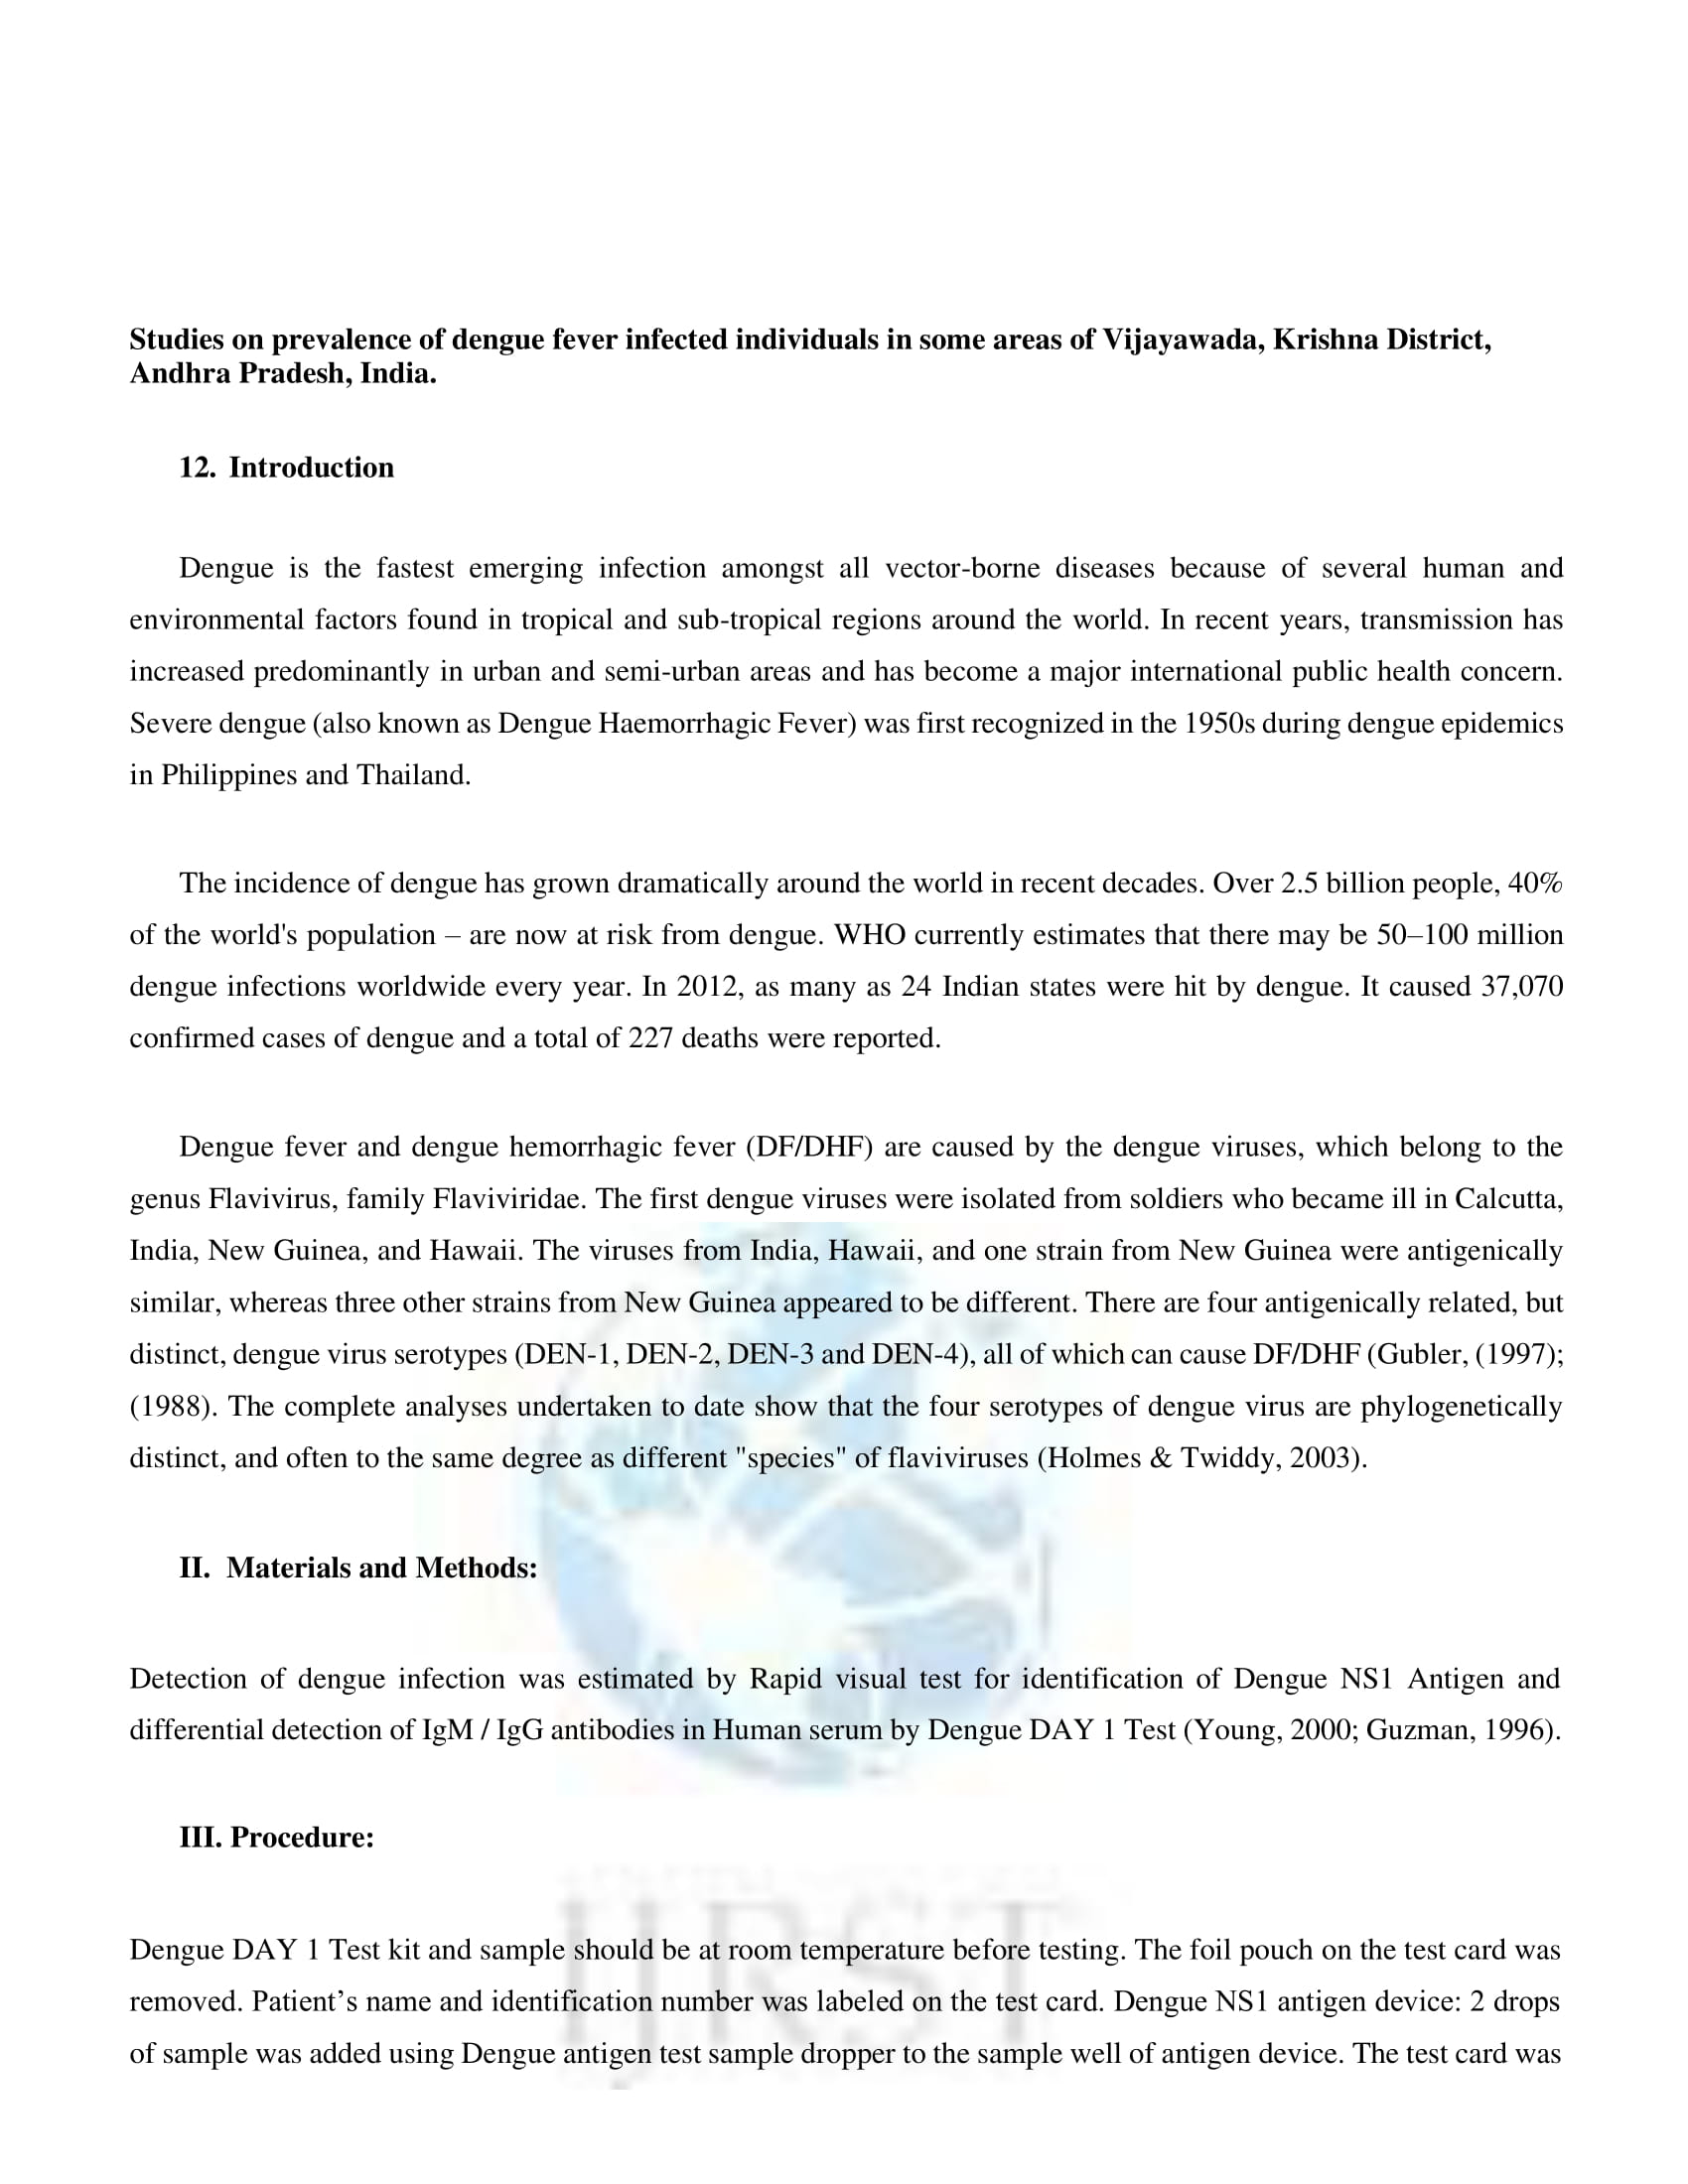 Studies on prevalence of dengue fever infected individuals in some areas of Vijayawada, Krishna District,
Andhra Pradesh, India.
12. Introduction
Dengue is the fastest emerging infection amongst all vector-borne diseases because of several human and
environmental factors found in tropical and sub-tropical regions around the world. In recent years, transmission has
increased predominantly in urban and semi-urban areas and has become a major international public health concern.
Severe dengue (also known as Dengue Haemorrhagic Fever) was first recognized in the 1950s during dengue epidemics
in Philippines and Thailand.
The incidence of dengue has grown dramatically around the world in recent decades. Over 2.5 billion people, 40%
of the world's population – are now at risk from dengue. WHO currently estimates that there may be 50–100 million
dengue infections worldwide every year. In 2012, as many as 24 Indian states were hit by dengue. It caused 37,070
confirmed cases of dengue and a total of 227 deaths were reported.
Dengue fever and dengue hemorrhagic fever (DF/DHF) are caused by the dengue viruses, which belong to the
genus Flavivirus, family Flaviviridae. The first dengue viruses were isolated from soldiers who became ill in Calcutta,
India, New Guinea, and Hawaii. The viruses from India, Hawaii, and one strain from New Guinea were antigenically
similar, whereas three other strains from New Guinea appeared to be different. There are four antigenically related, but
distinct, dengue virus serotypes (DEN-1, DEN-2, DEN-3 and DEN-4), all of which can cause DF/DHF (Gubler, (1997);
(1988). The complete analyses undertaken to date show that the four serotypes of dengue virus are phylogenetically
distinct, and often to the same degree as different "species" of flaviviruses (Holmes & Twiddy, 2003).
II. Materials and Methods:
Detection of dengue infection was estimated by Rapid visual test for identification of Dengue NS1 Antigen and
differential detection of IgM / IgG antibodies in Human serum by Dengue DAY 1 Test (Young, 2000; Guzman, 1996).
III. Procedure:
IJRST
Dengue DAY 1 Test kit and sample should be at room temperature before testing. The foil pouch on the test card was
removed. Patient’s name and identification number was labeled on the test card. Dengue NS1 antigen device: 2 drops
of sample was added using Dengue antigen test sample dropper to the sample well of antigen device. The test card was